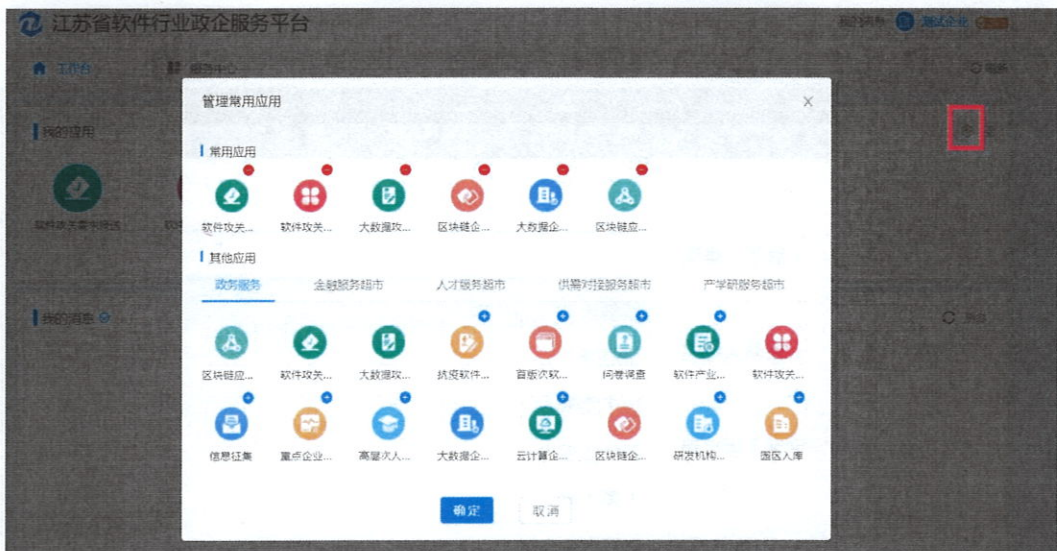 江苏省软件行业政企服务平台
测试企业
工作台
服务中心
我的应用
管理常用应用
常用应用
软件攻关...
软件攻关...
大数据攻...
区块链企...
大数据企...
区块链应...
其他应用
政务服务
金融服务超市
人才服务超市
供需对接服务超市
产学研服务超市
区块链应...
软件攻关...
大数据攻...
抗疫软件...
首版次软...
问卷调查
软件产业...
软件攻关...
信息征集
重点企业...
高层次人...
大数据企...
云计算企...
区块链企...
研发机构...
园区入库
确定
取消
我的消息